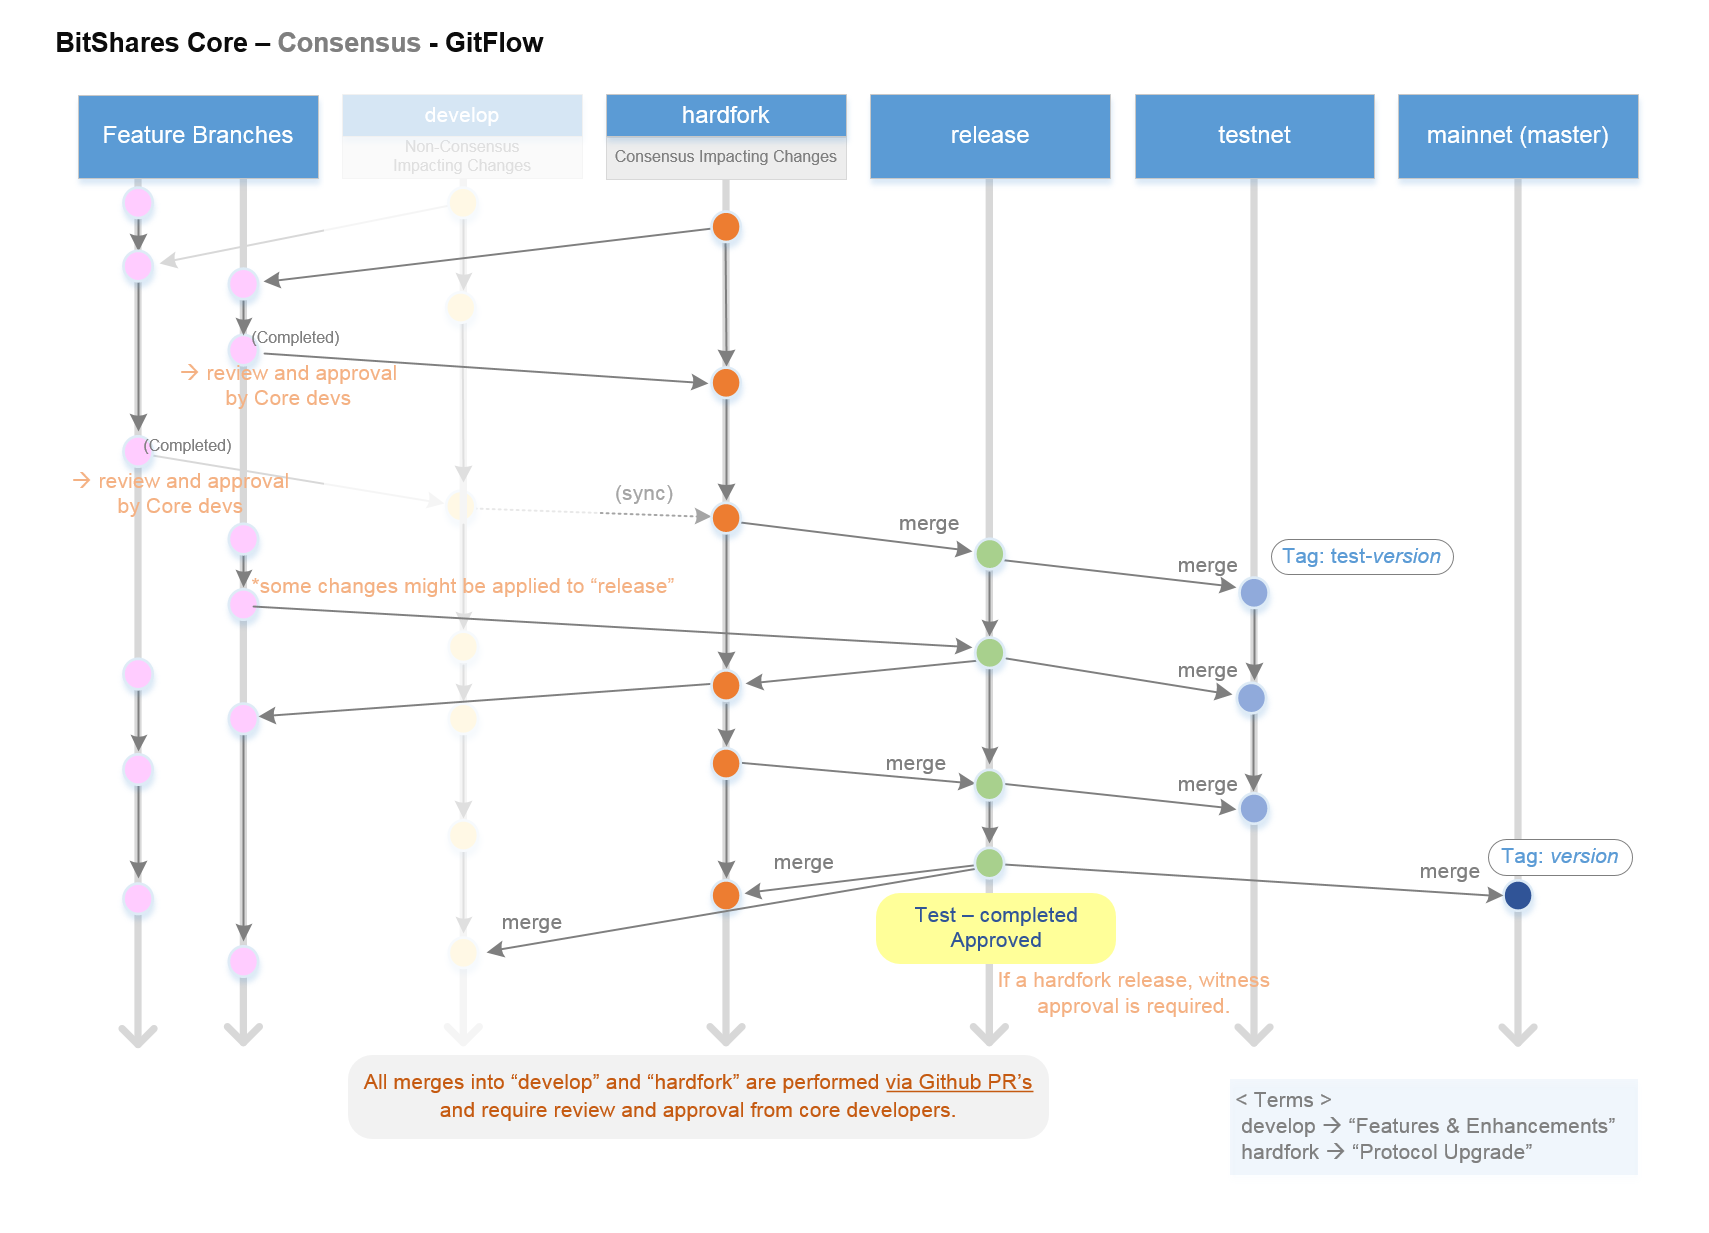 BitShares Core – Consensus - GitFlow
Feature Branches
develop
Non-Consensus
Impacting Changes
hardfork
Consensus Impacting Changes
release
testnet
mainnet (master)
(Completed)
→ review and approval
by Core devs
(Completed)
→ review and approval
by Core devs
(sync)
merge
merge
Tag: test-version
*some changes might be applied to “release”
merge
merge
merge
merge
merge
Tag: version
merge
Test – completed
Approved
If a hardfork release, witness
approval is required.
All merges into “develop” and “hardfork” are performed via Github PR’s
and require review and approval from core developers.
< Terms >
develop → “Features & Enhancements”
hardfork → “Protocol Upgrade”